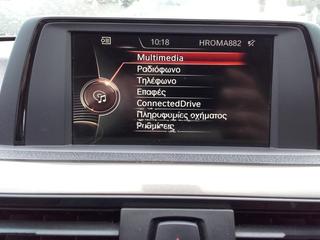 10:18 HROMA882
Multimedia
Ραδιόφωνο
Τηλέφωνο
Επαφές
ConnectedDrive
Πληροφορίες οχήματος
Ρυθμίσεις